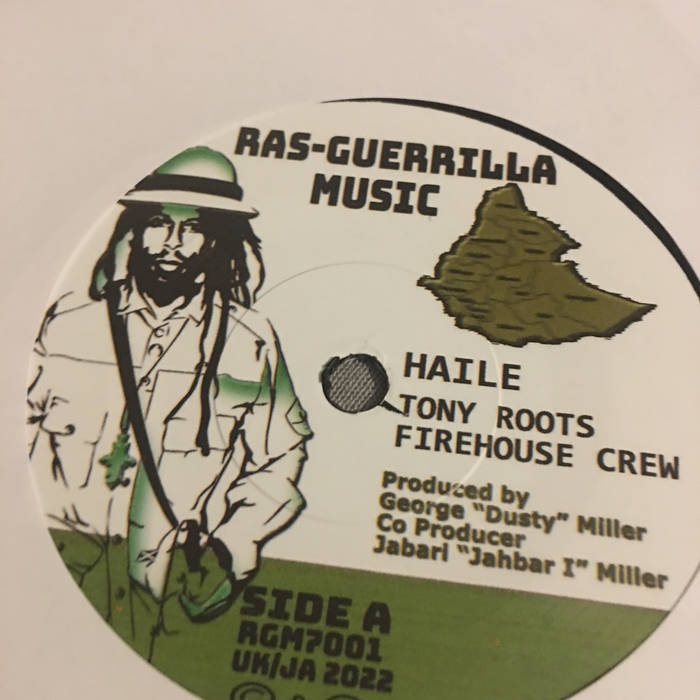 RAS-GUERRILLA
MUSIC
HAILE
TONY ROOTS
FIREHOUSE CREW
Produced by
George “Dusty” Miller
Co Producer
Jabari “Jahbar I” Miller
SIDE A
RGM7001
UK/JA 2022